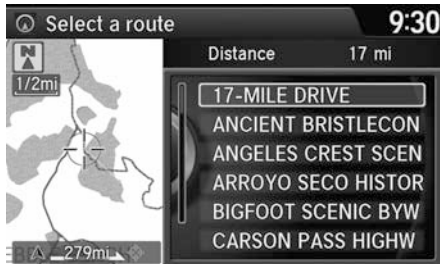 Select a route
9:30
N
1/2mi
Distance 17 mi
17-MILE DRIVE
ANCIENT BRISTLECON
ANGELES CREST SCEN
ARROYO SECO HISTOR
BIGFOOT SCENIC BYW
CARSON PASS HIGHW
279mi